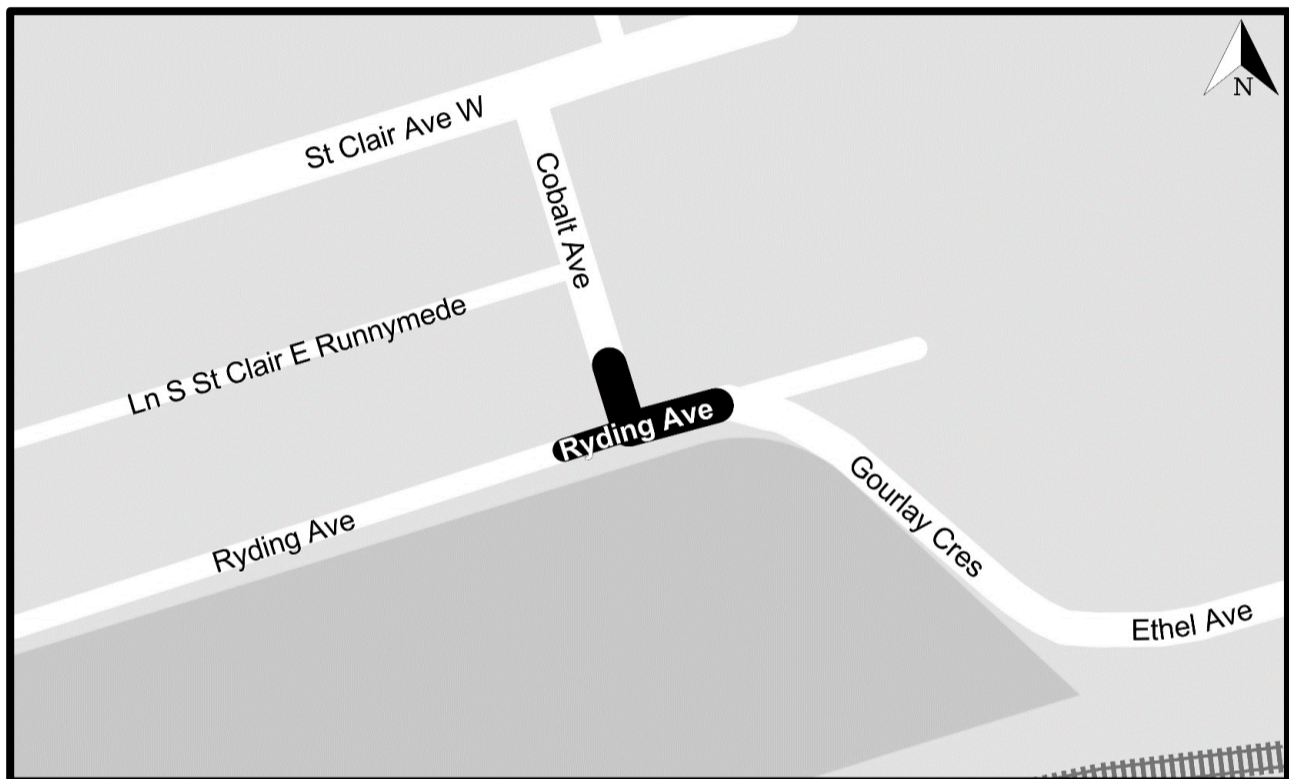 N
St Clair Ave W
Cobalt Ave
Ln S St Clair E Runnymede
Ryding Ave
Ryding Ave
Gourlay Cres
Ethel Ave